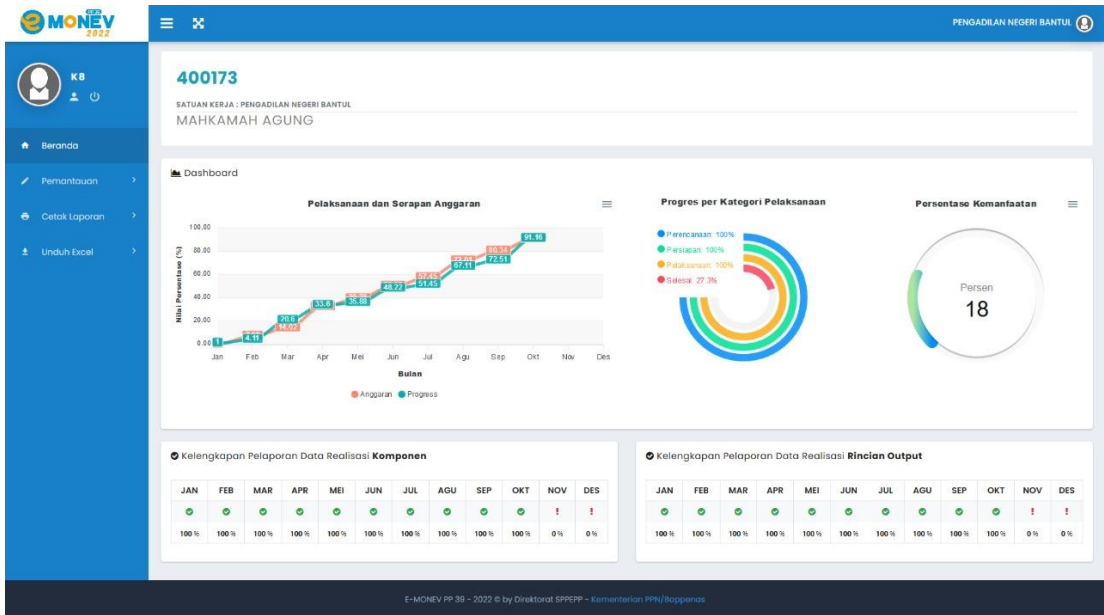 e MONEV
PP 39
2022
PENGADILAN NEGERI BANTUL
K8
Beranda
Pemantauan
Cetak Laporan
Unduh Excel
400173
SATUAN KERJA : PENGADILAN NEGERI BANTUL
MAHKAMAH AGUNG
Dashboard
Pelaksanaan dan Serapan Anggaran
Nilai Persentase (%)
100.00
80.00
60.00
40.00
20.00
0.00
1
4.11
20.6
14.02
33.6
35.88
48.22
57.45
51.45
67.11
80.34
72.51
91.16
Jan Feb Mar Apr Mei Jun Jul Agu Sep Okt Nov Des
Bulan
Anggaran Progress
Progres per Kategori Pelaksanaan
Perencanaan: 100%
Persiapan: 100%
Pelaksanaan: 100%
Selesai: 27.3%
Persentase Kemanfaatan
Persen
18
Kelengkapan Pelaporan Data Realisasi Komponen
JAN FEB MAR APR MEI JUN JUL AGU SEP OKT NOV DES
! !
100 % 100 % 100 % 100 % 100 % 100 % 100 % 100 % 100 % 100 % 0 % 0 %
Kelengkapan Pelaporan Data Realisasi Rincian Output
JAN FEB MAR APR MEI JUN JUL AGU SEP OKT NOV DES
! !
100 % 100 % 100 % 100 % 100 % 100 % 100 % 100 % 100 % 100 % 0 % 0 %
E-MONEV PP 39 - 2022 © by Direktorat SPPEPP - Kementerian PPN/Bappenas